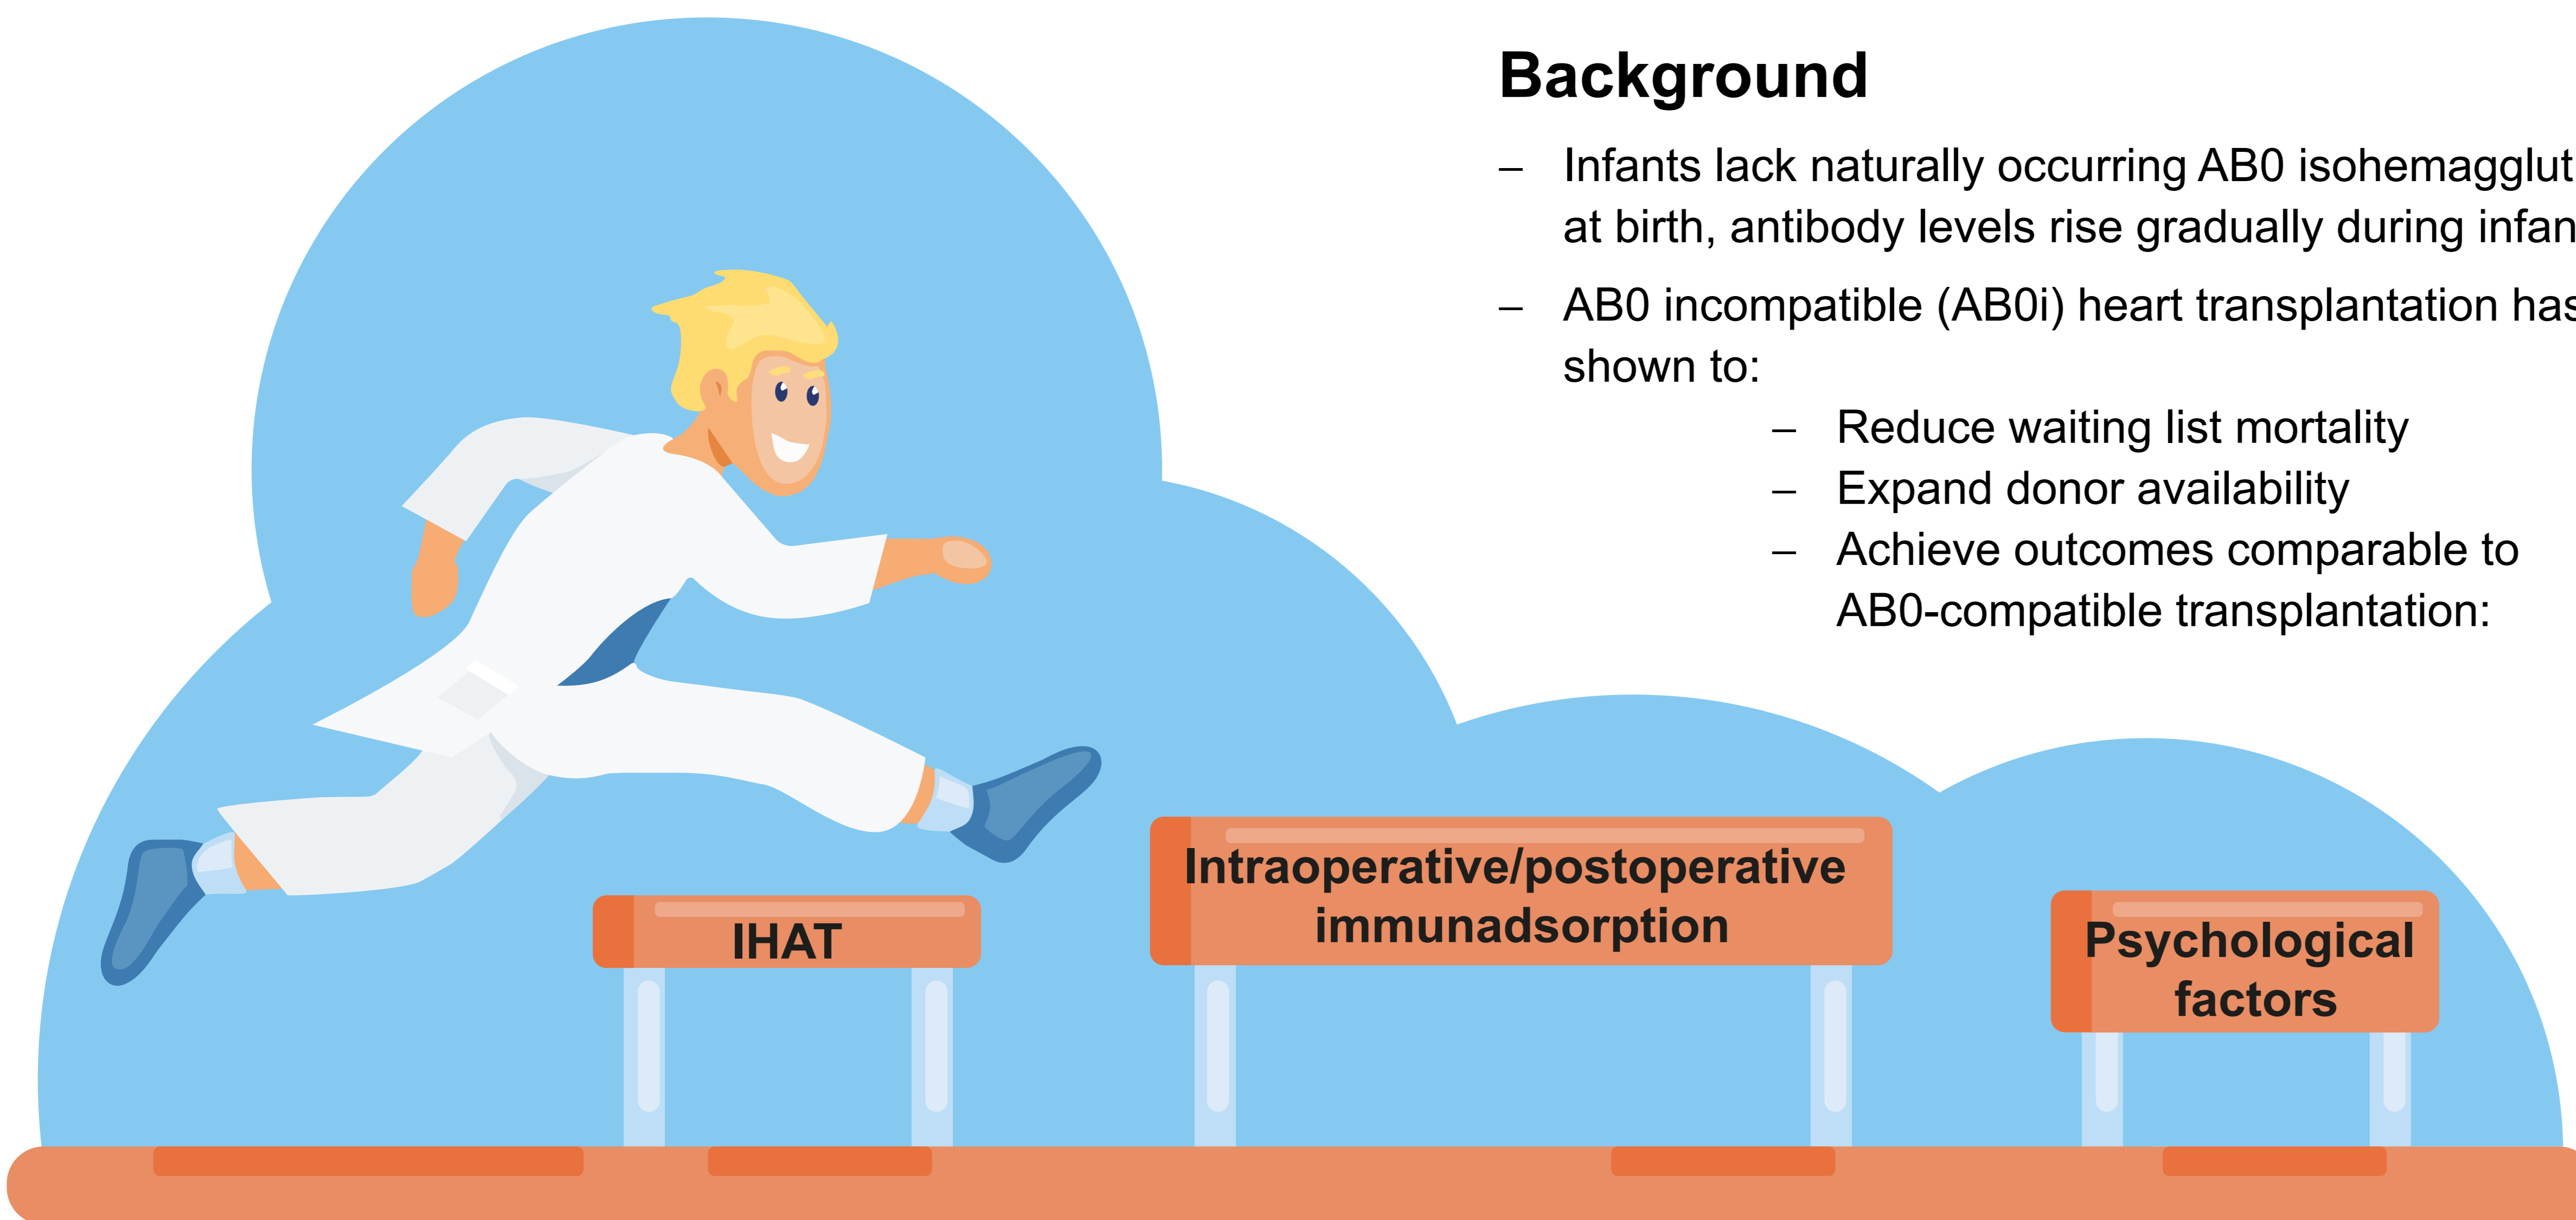 Background
– Infants lack naturally occurring AB0 isohemagglut
at birth, antibody levels rise gradually during infan
– AB0 incompatible (AB0i) heart transplantation has
shown to:
– Reduce waiting list mortality
– Expand donor availability
– Achieve outcomes comparable to
AB0-compatible transplantation:
IHAT
Intraoperative/postoperative
immunadsorption
Psychological
factors